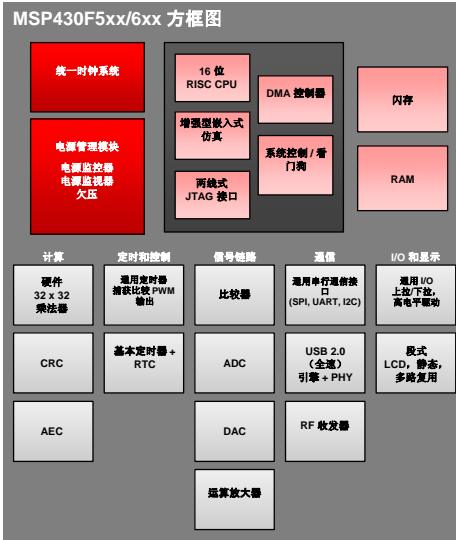 MSP430F5xx/6xx 方框图
统一时钟系统
电源管理模块
电源监控器
电源监视器
欠压
16 位
RISC CPU
增强型嵌入式
仿真
两线式
JTAG 接口
DMA 控制器
系统控制 / 看
门狗
闪存
RAM
计算
定时和控制
信号链路
通信
I/O 和显示
硬件
32 x 32
乘法器
通用定时器
捕获比较 PWM
输出
比较器
通用串行通信接
口
(SPI, UART, I2C)
通用 I/O
上拉/下拉，
高电平驱动
CRC
基本定时器 +
RTC
ADC
USB 2.0
（全速）
引擎 + PHY
段式
LCD，静态，
多路复用
AEC
DAC
RF 收发器
运算放大器